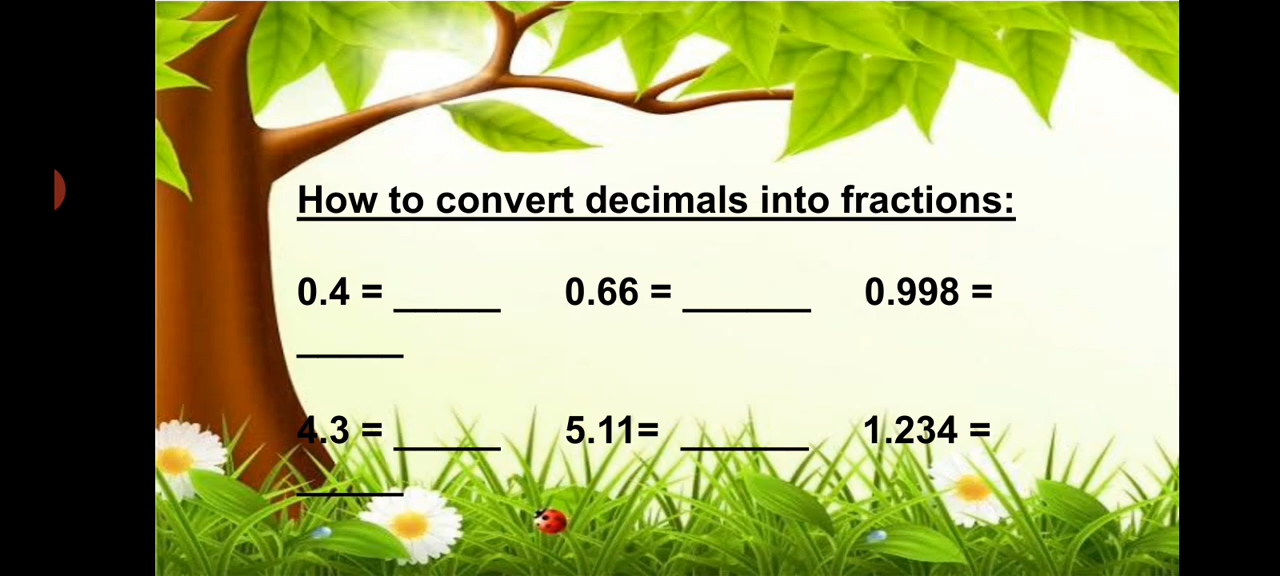 How to convert decimals into fractions:
0.4 = _____ 0.66 = ______ 0.998 =
_____
4.3 = _____ 5.11= ______ 1.234 =
_____